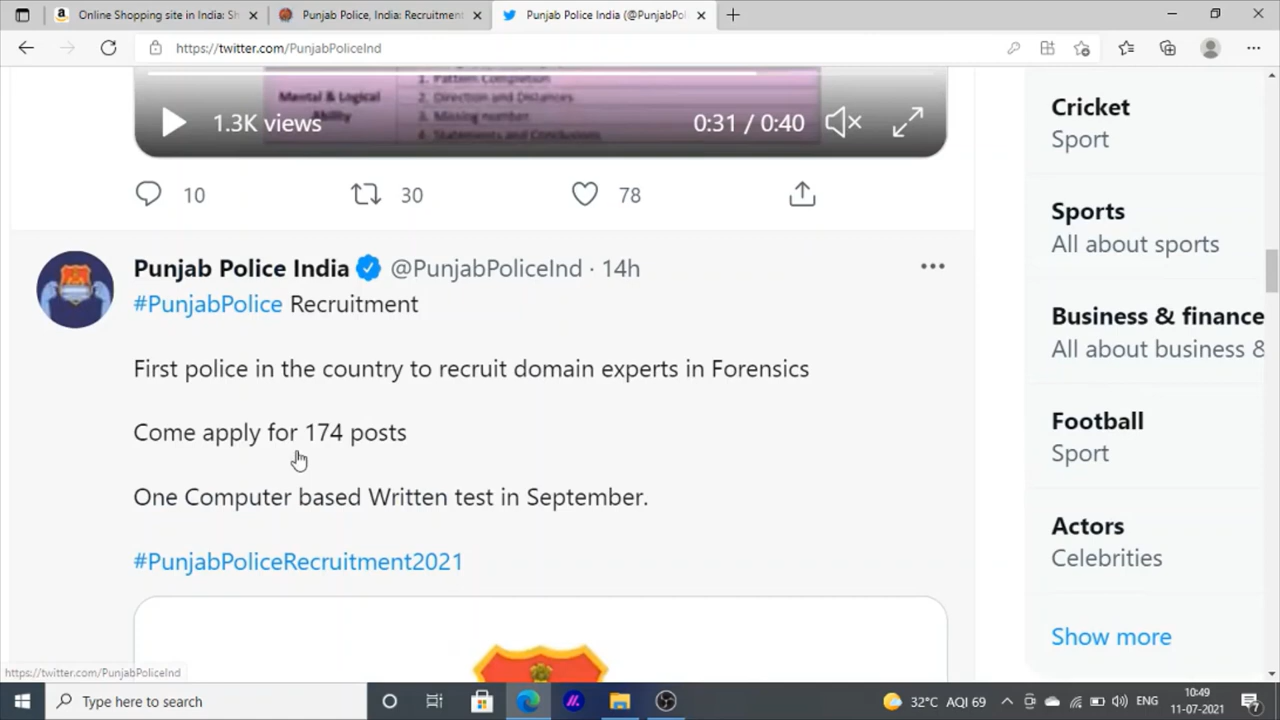 Online Shopping site in India: Sh
Punjab Police, India: Recruitment
Punjab Police India (@PunjabPoli
https://twitter.com/PunjabPoliceInd
Mental & Logical
Ability
1. Pattern Completion
2. Direction and Distances
3. Missing number
4. Statements and Conclusions
1.3K views
0:31 / 0:40
10
30
78
Punjab Police India @PunjabPoliceInd · 14h
#PunjabPolice Recruitment
First police in the country to recruit domain experts in Forensics
Come apply for 174 posts
One Computer based Written test in September.
#PunjabPoliceRecruitment2021
Cricket
Sport
Sports
All about sports
Business & finance
All about business &
Football
Sport
Actors
Celebrities
Show more
https://twitter.com/PunjabPoliceInd
Type here to search
32°C AQI 69
ENG
10:49
11-07-2021
7